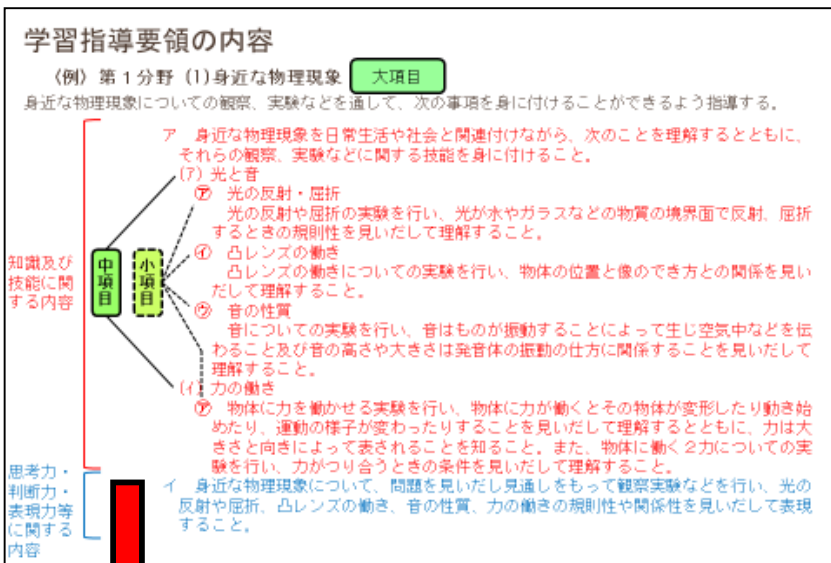 学習指導要領の内容
〈例〉第1分野 (1)身近な物理現象 大項目
身近な物理現象についての観察、実験などを通して、次の事項を身に付けることができるよう指導する。
ア 身近な物理現象を日常生活や社会と関連付けながら、次のことを理解するとともに、
それらの観察、実験などに関する技能を身に付けること。
(ア) 光と音
㋐ 光の反射・屈折
光の反射や屈折の実験を行い、光が水やガラスなどの物質の境界面で反射、屈折
するときの規則性を見いだして理解すること。
㋑ 凸レンズの働き
凸レンズの働きについての実験を行い、物体の位置と像のでき方との関係を見い
だして理解すること。
㋒ 音の性質
音についての実験を行い、音はものが振動することによって生じ空気中などを伝
わること及び音の高さや大きさは発音体の振動の仕方に関係することを見いだして
理解すること。
(イ) 力の働き
㋐ 物体に力を働かせる実験を行い、物体に力が働くとその物体が変形したり動き始
めたり、運動の様子が変わったりすることを見いだして理解するとともに、力は大
きさと向きによって表されることを知ること。また、物体に働く2力についての実
験を行い、力がつり合うときの条件を見いだして理解すること。
イ 身近な物理現象について、問題を見いだし見通しをもって観察実験などを行い、光の
反射や屈折、凸レンズの働き、音の性質、力の働きの規則性や関係性を見いだして表現
すること。
知識及び
技能に関
する内容
中項目
小項目
思考力・
判断力・
表現力等
に関する
内容